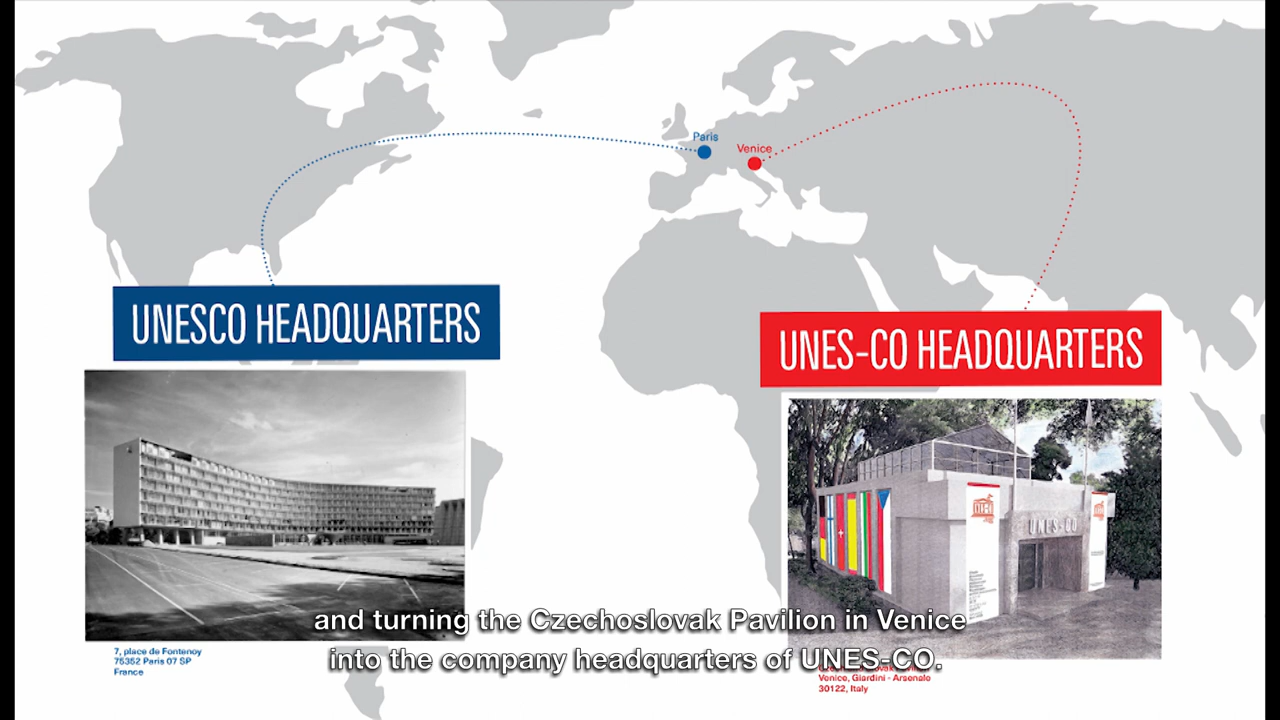 Paris
Venice
UNESCO HEADQUARTERS
UNES-CO HEADQUARTERS
UNES-CO
7, place de Fontenoy
75352 Paris 07 SP
France
Venice, Giardini - Arsenale
30122, Italy
and turning the Czechoslovak Pavilion in Venice
into the company headquarters of UNES-CO.